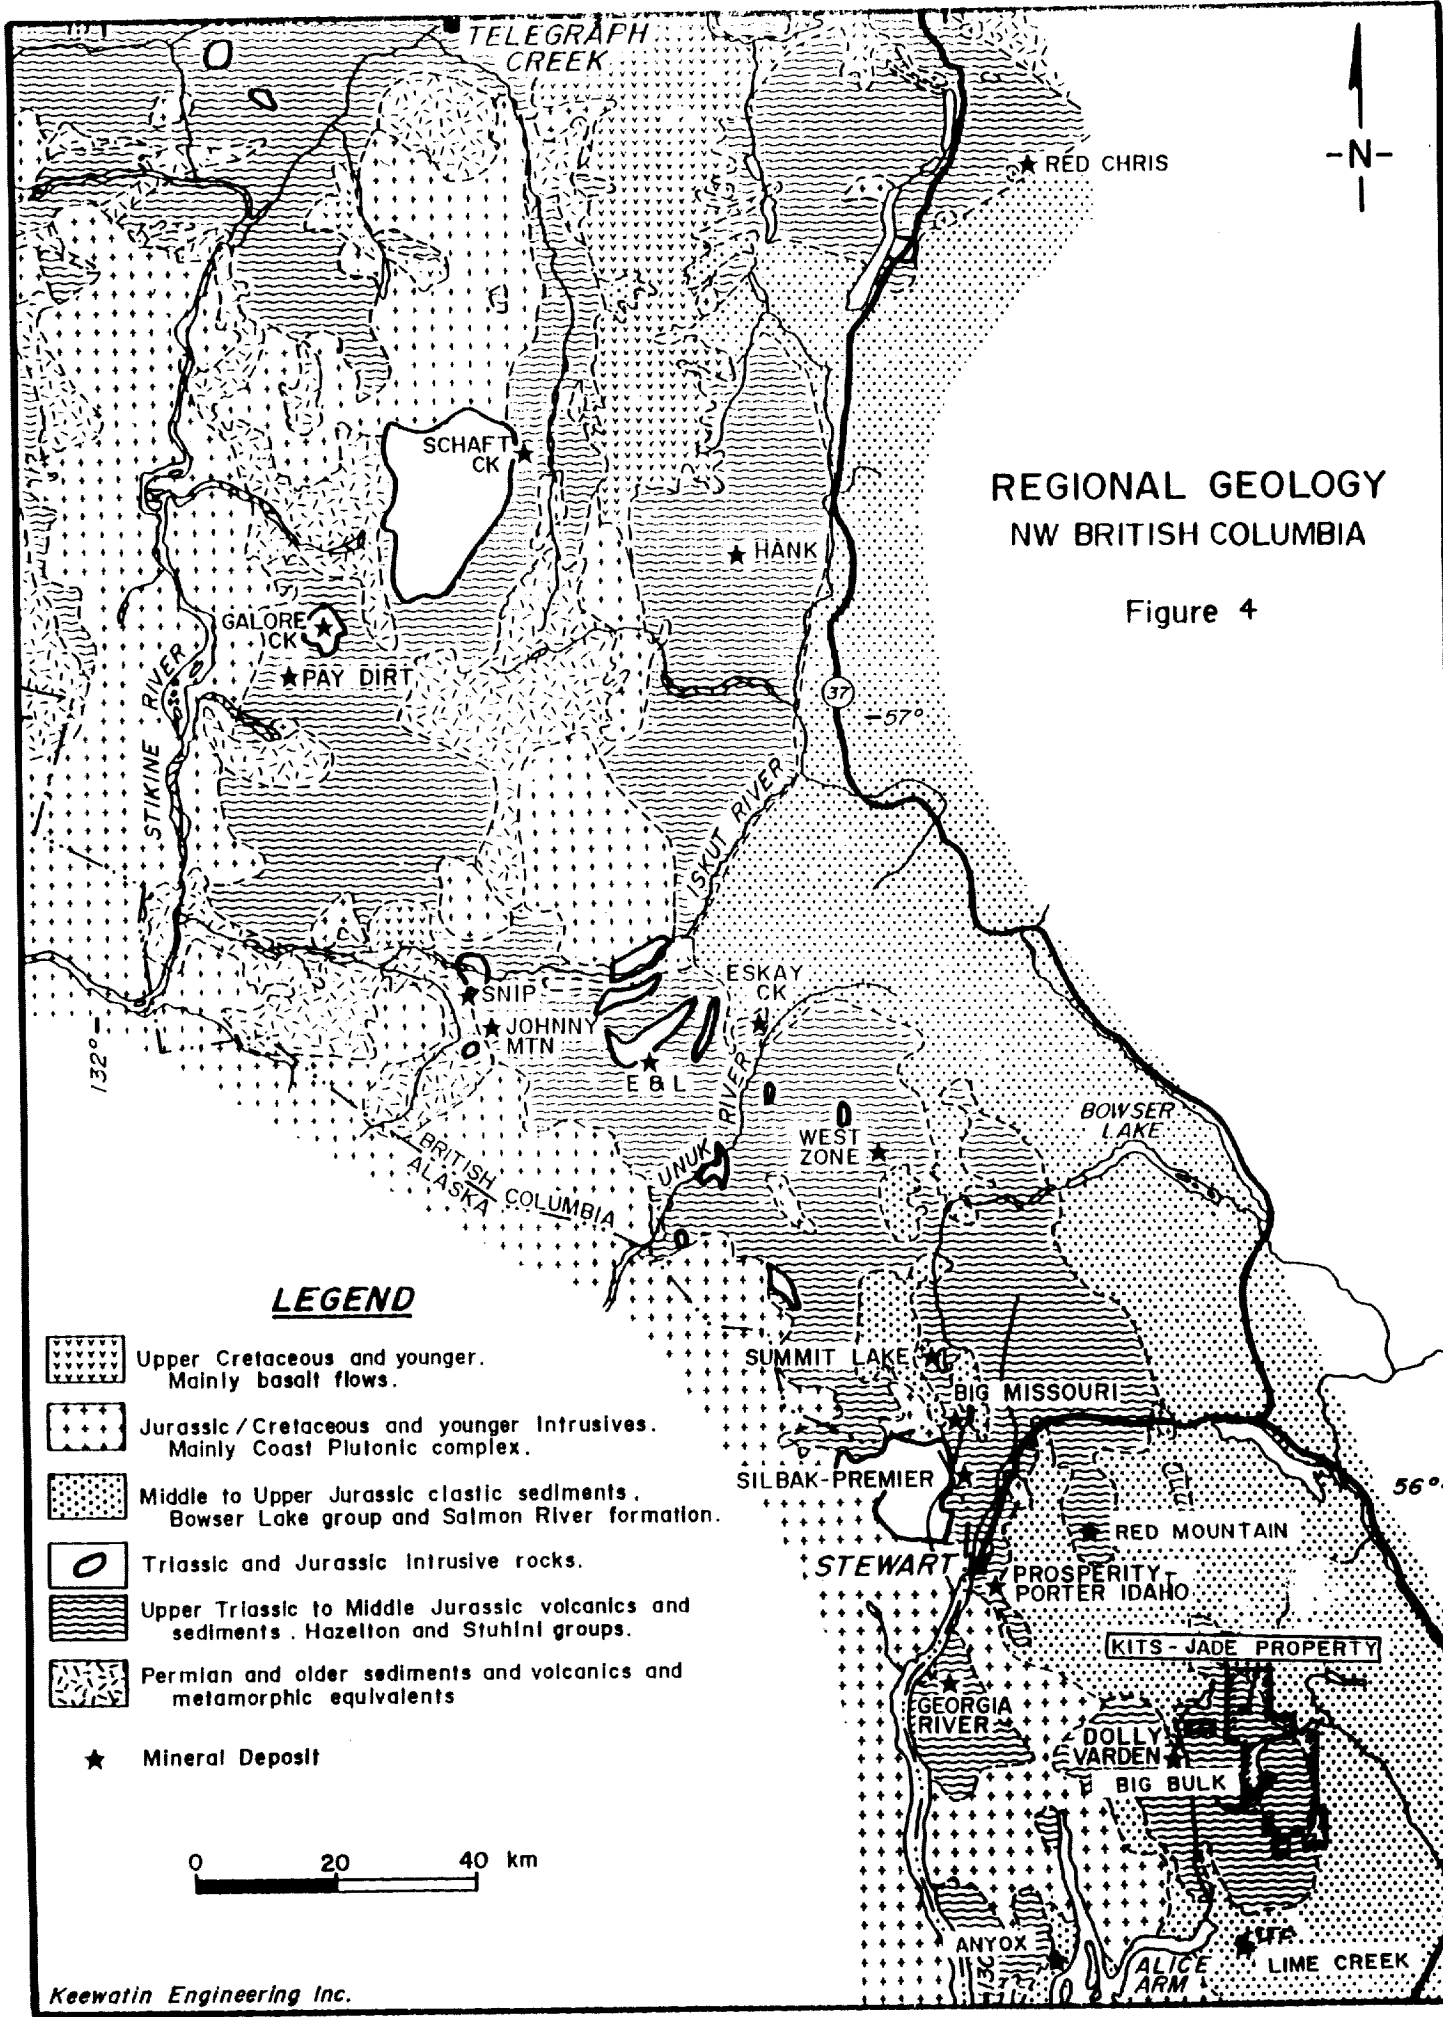 TELEGRAPH
CREEK
-N-
RED CHRIS
SCHAFT
CK
REGIONAL GEOLOGY
NW BRITISH COLUMBIA
HANK
Figure 4
GALORE
CK
PAY DIRT
STIKINE RIVER
37
-57°
ISKUT RIVER
ESKAY
CK
SNIP
JOHNNY
MTN
132°
E & L
UNUK RIVER
BOWSER
LAKE
WEST
ZONE
BRITISH COLUMBIA
ALASKA
LEGEND
Upper Cretaceous and younger.
Mainly basalt flows.
SUMMIT LAKE
BIG MISSOURI
Jurassic/Cretaceous and younger Intrusives.
Mainly Coast Plutonic complex.
SILBAK-PREMIER
56°
Middle to Upper Jurassic clastic sediments.
Bowser Lake group and Salmon River formation.
RED MOUNTAIN
Triassic and Jurassic Intrusive rocks.
STEWART
PROSPERITY-
PORTER IDAHO
Upper Triassic to Middle Jurassic volcanics and
sediments. Hazelton and Stuhini groups.
KITS-JADE PROPERTY
Permian and older sediments and volcanics and
metamorphic equivalents
GEORGIA
RIVER
DOLLY
VARDEN
Mineral Deposit
BIG BULK
0 20 40 km
ANYOX
ALICE
ARM
LIME CREEK
Keewatin Engineering Inc.